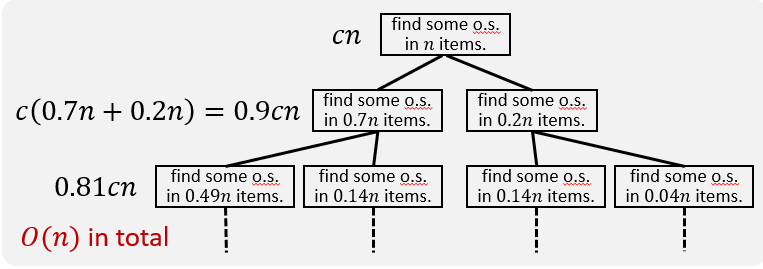 cn
find some o.s.
in n items.
c(0.7n + 0.2n) = 0.9cn
find some o.s.
in 0.7n items.
find some o.s.
in 0.2n items.
0.81cn
find some o.s.
in 0.49n items.
find some o.s.
in 0.14n items.
find some o.s.
in 0.14n items.
find some o.s.
in 0.04n items.
O(n) in total